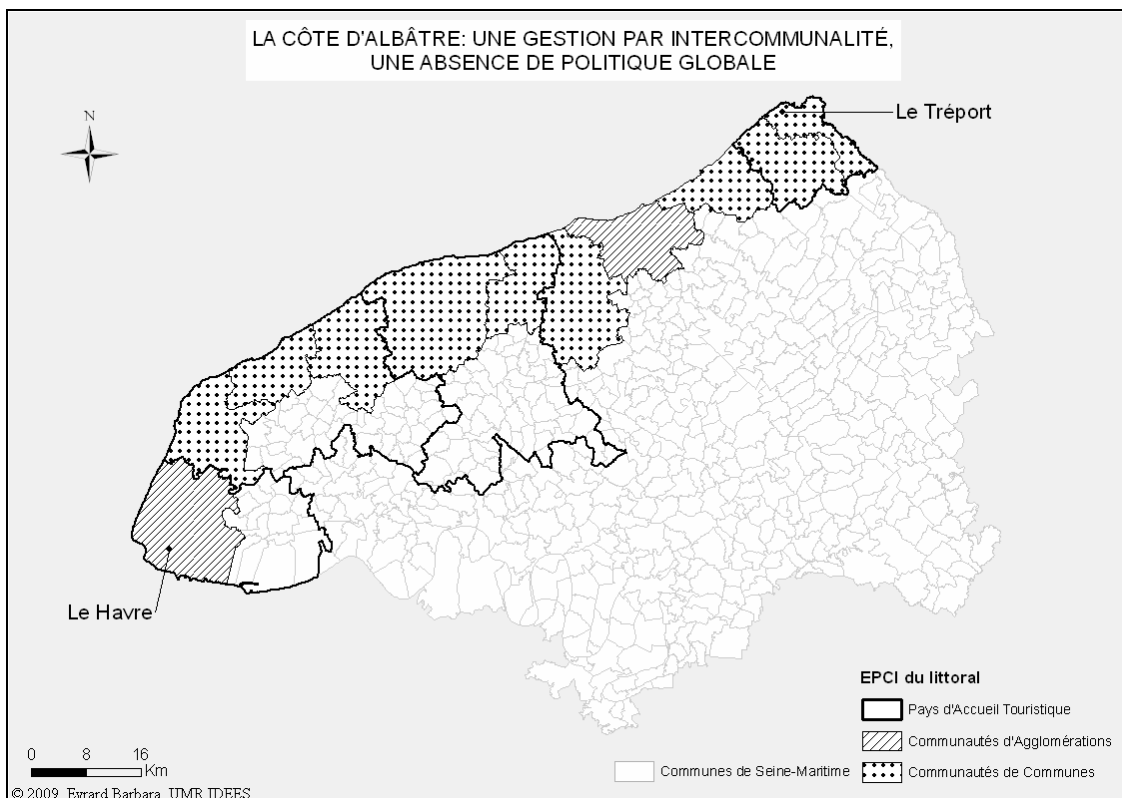 LA CÔTE D'ALBÂTRE: UNE GESTION PAR INTERCOMMUNALITÉ,
UNE ABSENCE DE POLITIQUE GLOBALE
N
Le Tréport
Le Havre
EPCI du littoral
Pays d'Accueil Touristique
Communautés d'Agglomérations
Communes de Seine-Maritime
Communautés de Communes
0 8 16
Km
© 2009 Evrard Barbara UMR IDEES